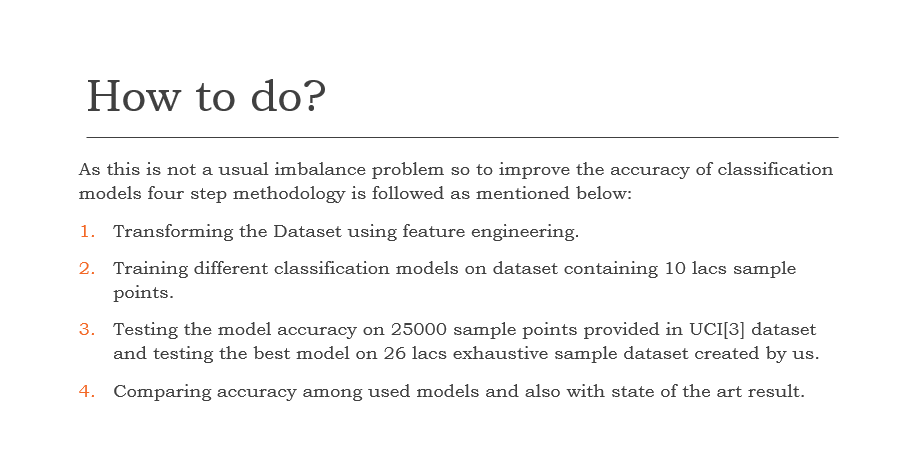 How to do?
As this is not a usual imbalance problem so to improve the accuracy of classification
models four step methodology is followed as mentioned below:
1. Transforming the Dataset using feature engineering.
2. Training different classification models on dataset containing 10 lacs sample
points.
3. Testing the model accuracy on 25000 sample points provided in UCI[3] dataset
and testing the best model on 26 lacs exhaustive sample dataset created by us.
4. Comparing accuracy among used models and also with state of the art result.